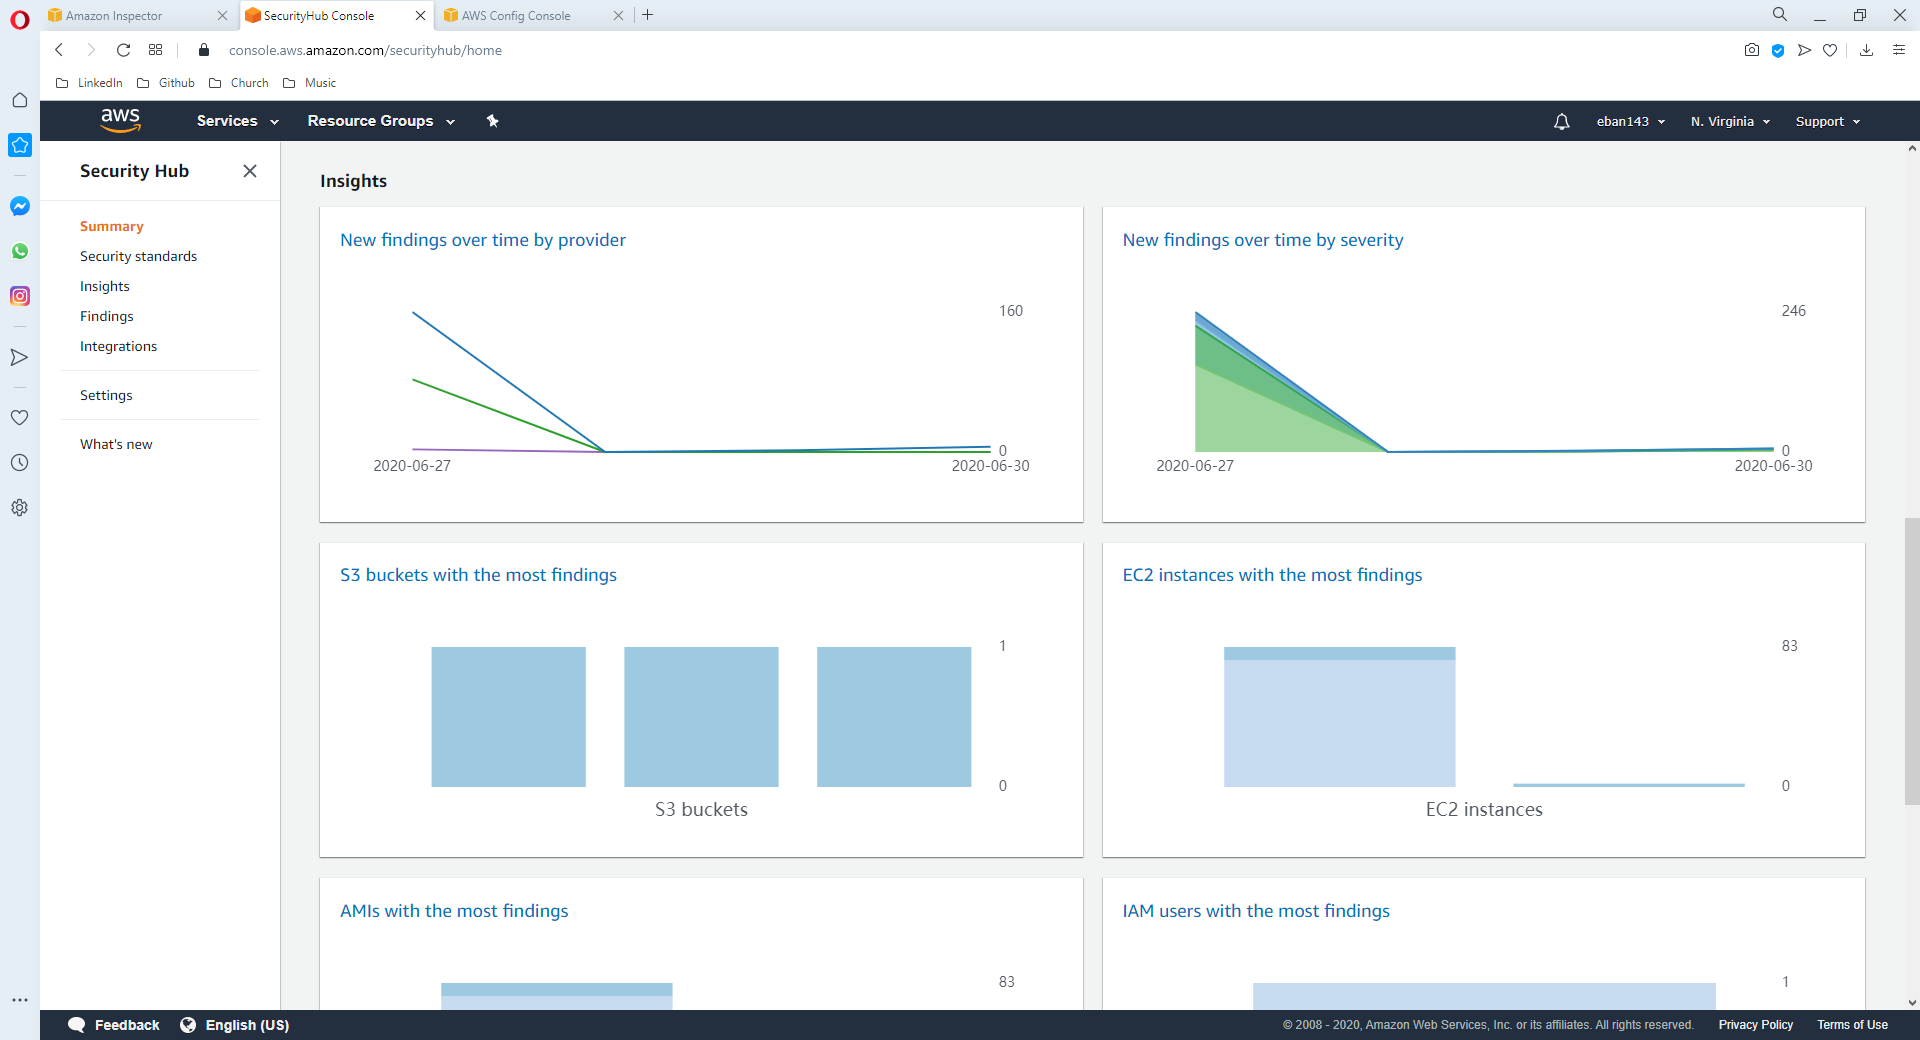 Amazon Inspector
SecurityHub Console
AWS Config Console
console.aws.amazon.com/securityhub/home
LinkedIn
Github
Church
Music
aws
Services
Resource Groups
eban143
N. Virginia
Support
Security Hub
Summary
Security standards
Insights
Findings
Integrations
Settings
What's new
Insights
New findings over time by provider
160
0
2020-06-27
2020-06-30
New findings over time by severity
246
0
2020-06-27
2020-06-30
S3 buckets with the most findings
1
0
S3 buckets
EC2 instances with the most findings
83
0
EC2 instances
AMIs with the most findings
83
IAM users with the most findings
1
Feedback
English (US)
© 2008 - 2020, Amazon Web Services, Inc. or its affiliates. All rights reserved.
Privacy Policy
Terms of Use